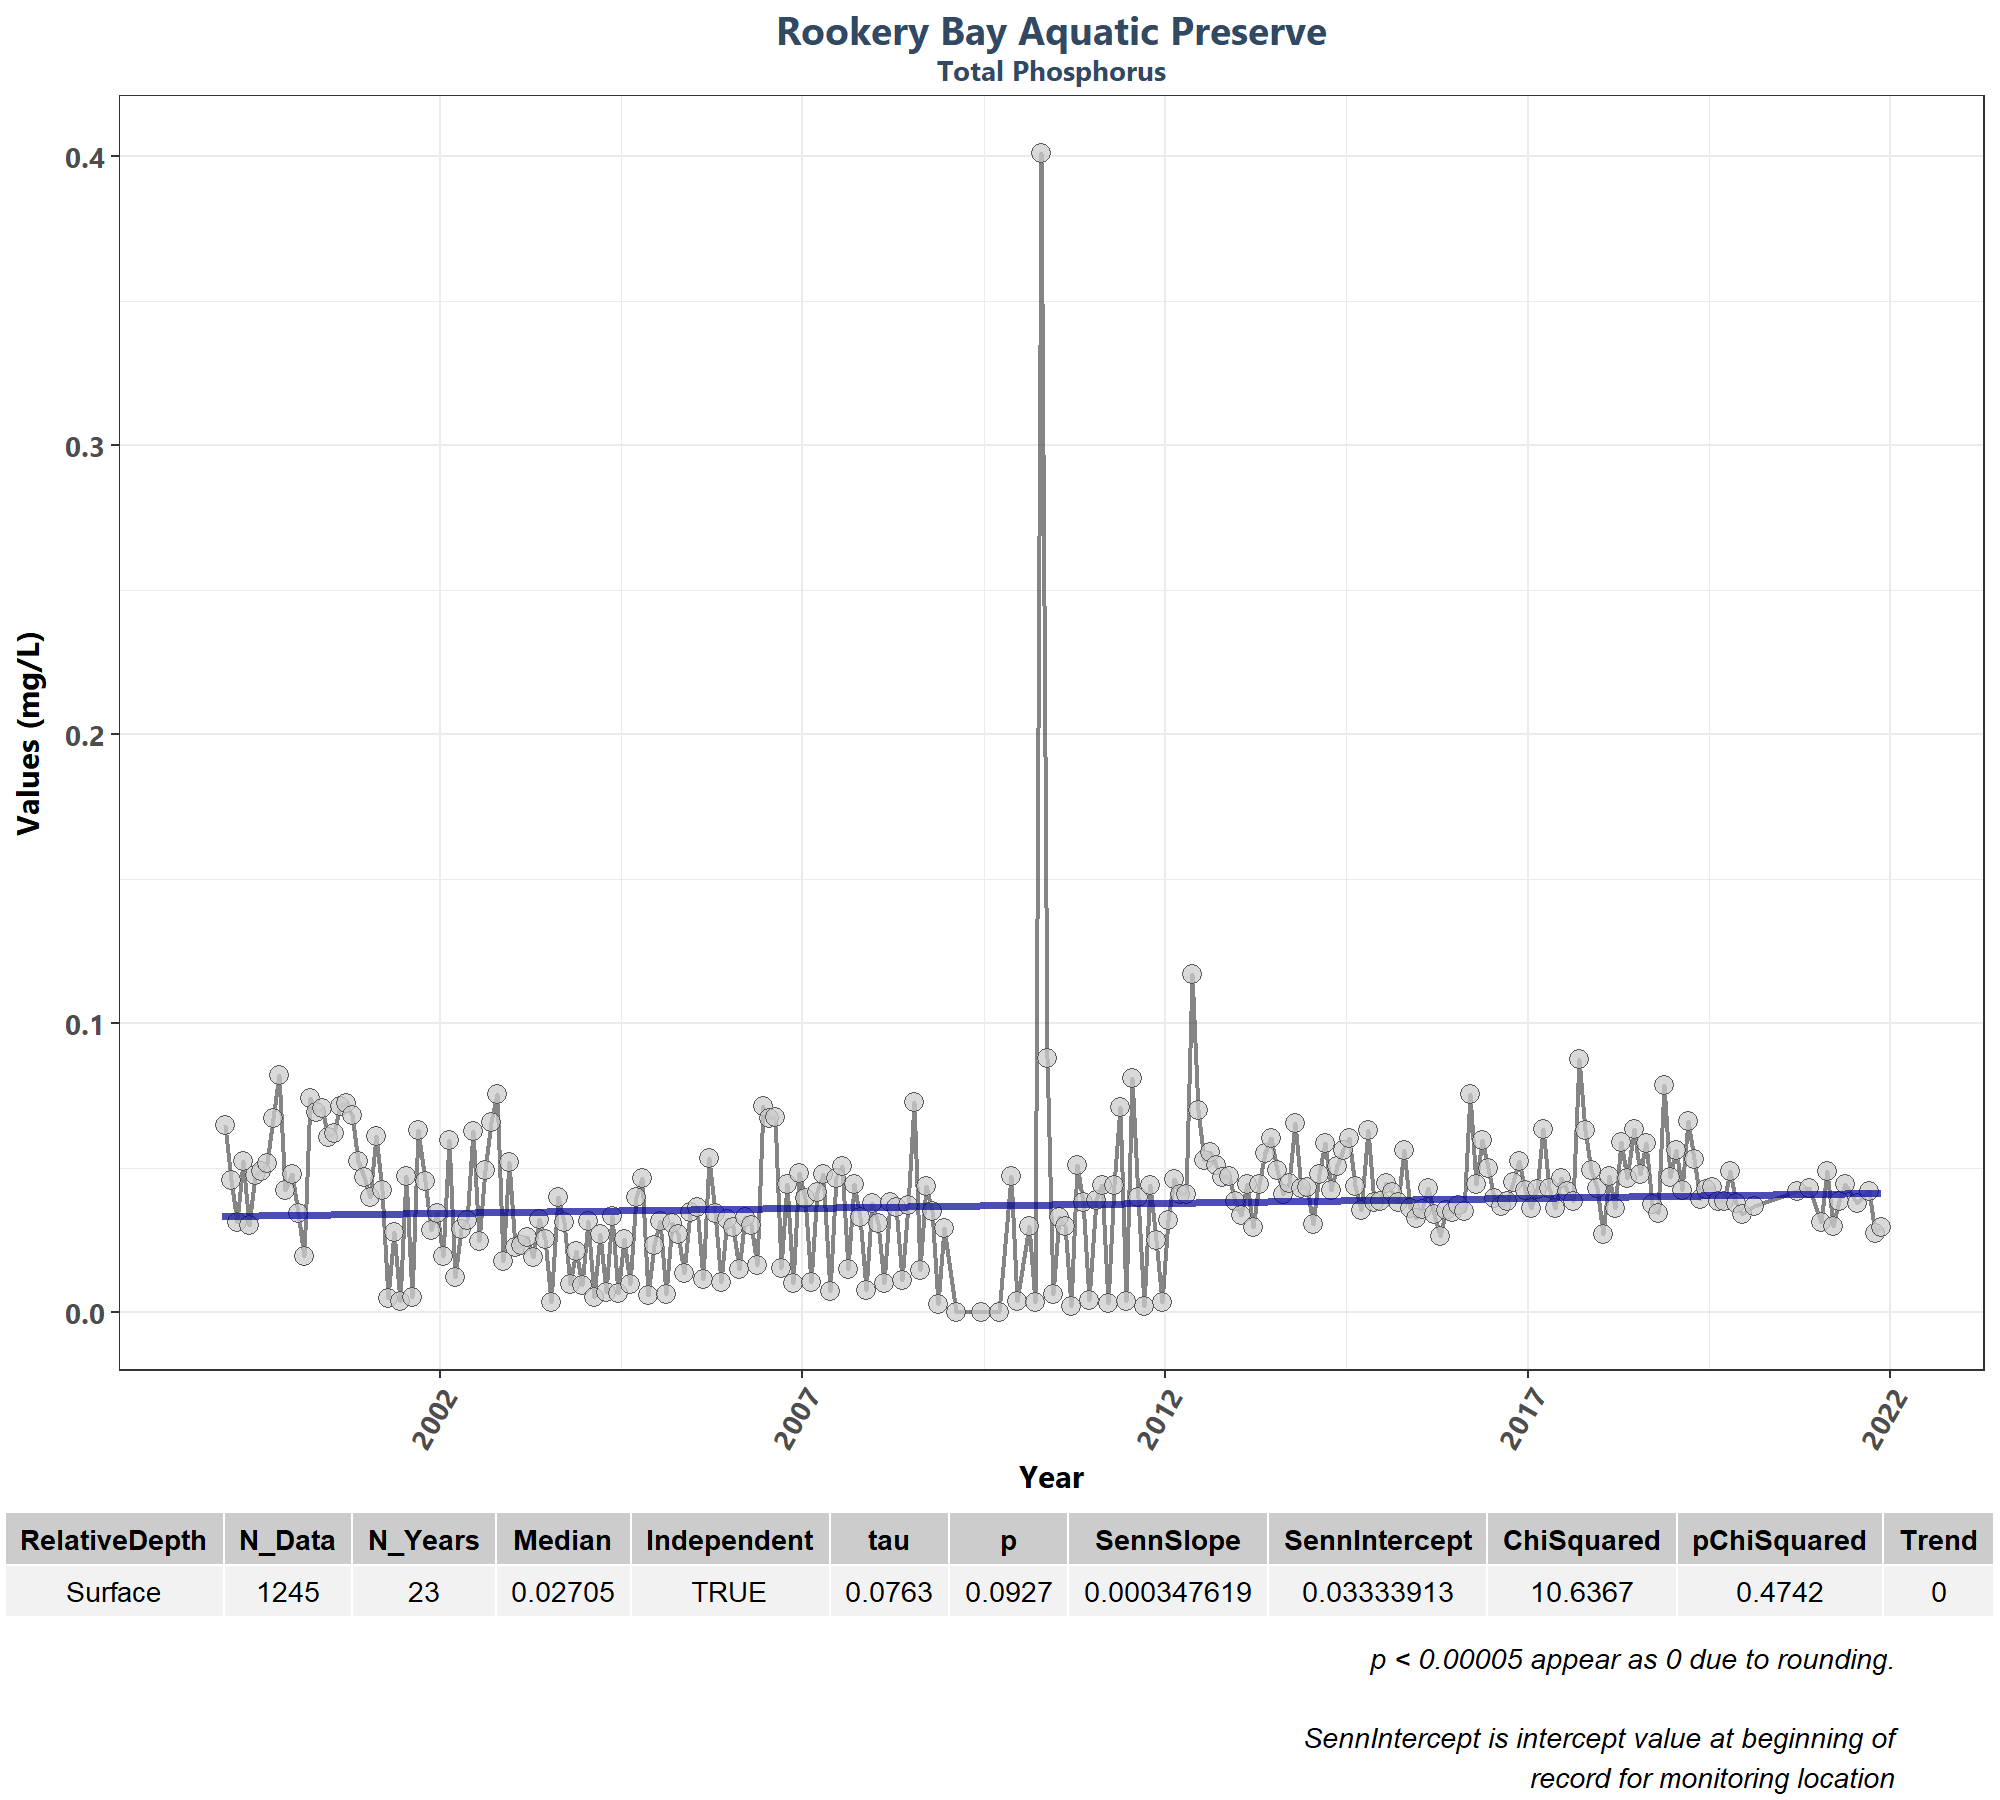 Rookery Bay Aquatic Preserve
Total Phosphorus
0.4
0.3
0.2
0.1
0.0
Values (mg/L)
2002 2007 2012 2017 2022
Year
RelativeDepth N_Data N_Years Median Independent tau p SennSlope SennIntercept ChiSquared pChiSquared Trend
Surface 1245 23 0.02705 TRUE 0.0763 0.0927 0.000347619 0.03333913 10.6367 0.4742 0
p < 0.00005 appear as 0 due to rounding.
SennIntercept is intercept value at beginning of
record for monitoring location